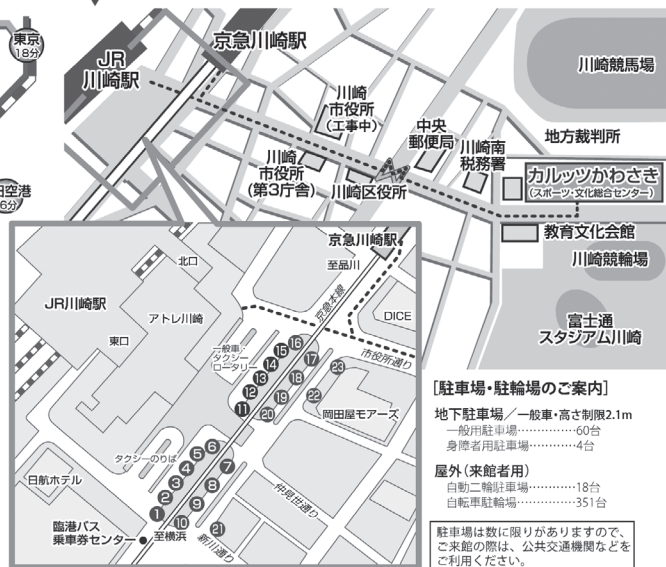 東京
18分
JR
川崎駅
京急川崎駅
川崎
市役所
(工事中)
中央
郵便局
川崎南
税務署
川崎競馬場
地方裁判所
川崎
市役所
(第3庁舎)
川崎区役所
カルッツかわさき
(スポーツ・文化総合センター)
教育文化会館
川崎競輪場
富士通
スタジアム川崎
田空港
6分
京急川崎駅
至品川
北口
京急本線
JR川崎駅
アトレ川崎
東口
DICE
市役所通り
一般車・
タクシー
ロータリー
⑯
⑮
⑭
⑬
⑫
⑪
⑰
⑱
⑲
⑳
㉓
㉒
岡田屋モアーズ
タクシーのりば
⑥
⑤
④
③
②
①
⑦
⑧
⑨
⑩
㉑
日航ホテル
仲見世通り
新川通り
臨港バス
乗車券センター
至横浜
[駐車場・駐輪場のご案内]
地下駐車場/一般車・高さ制限2.1m
一般用駐車場…………60台
身障者用駐車場…………4台
屋外(来館者用)
自動二輪駐車場…………18台
自転車駐輪場…………351台
駐車場は数に限りがありますので、
ご来館の際は、公共交通機関などを
ご利用ください。